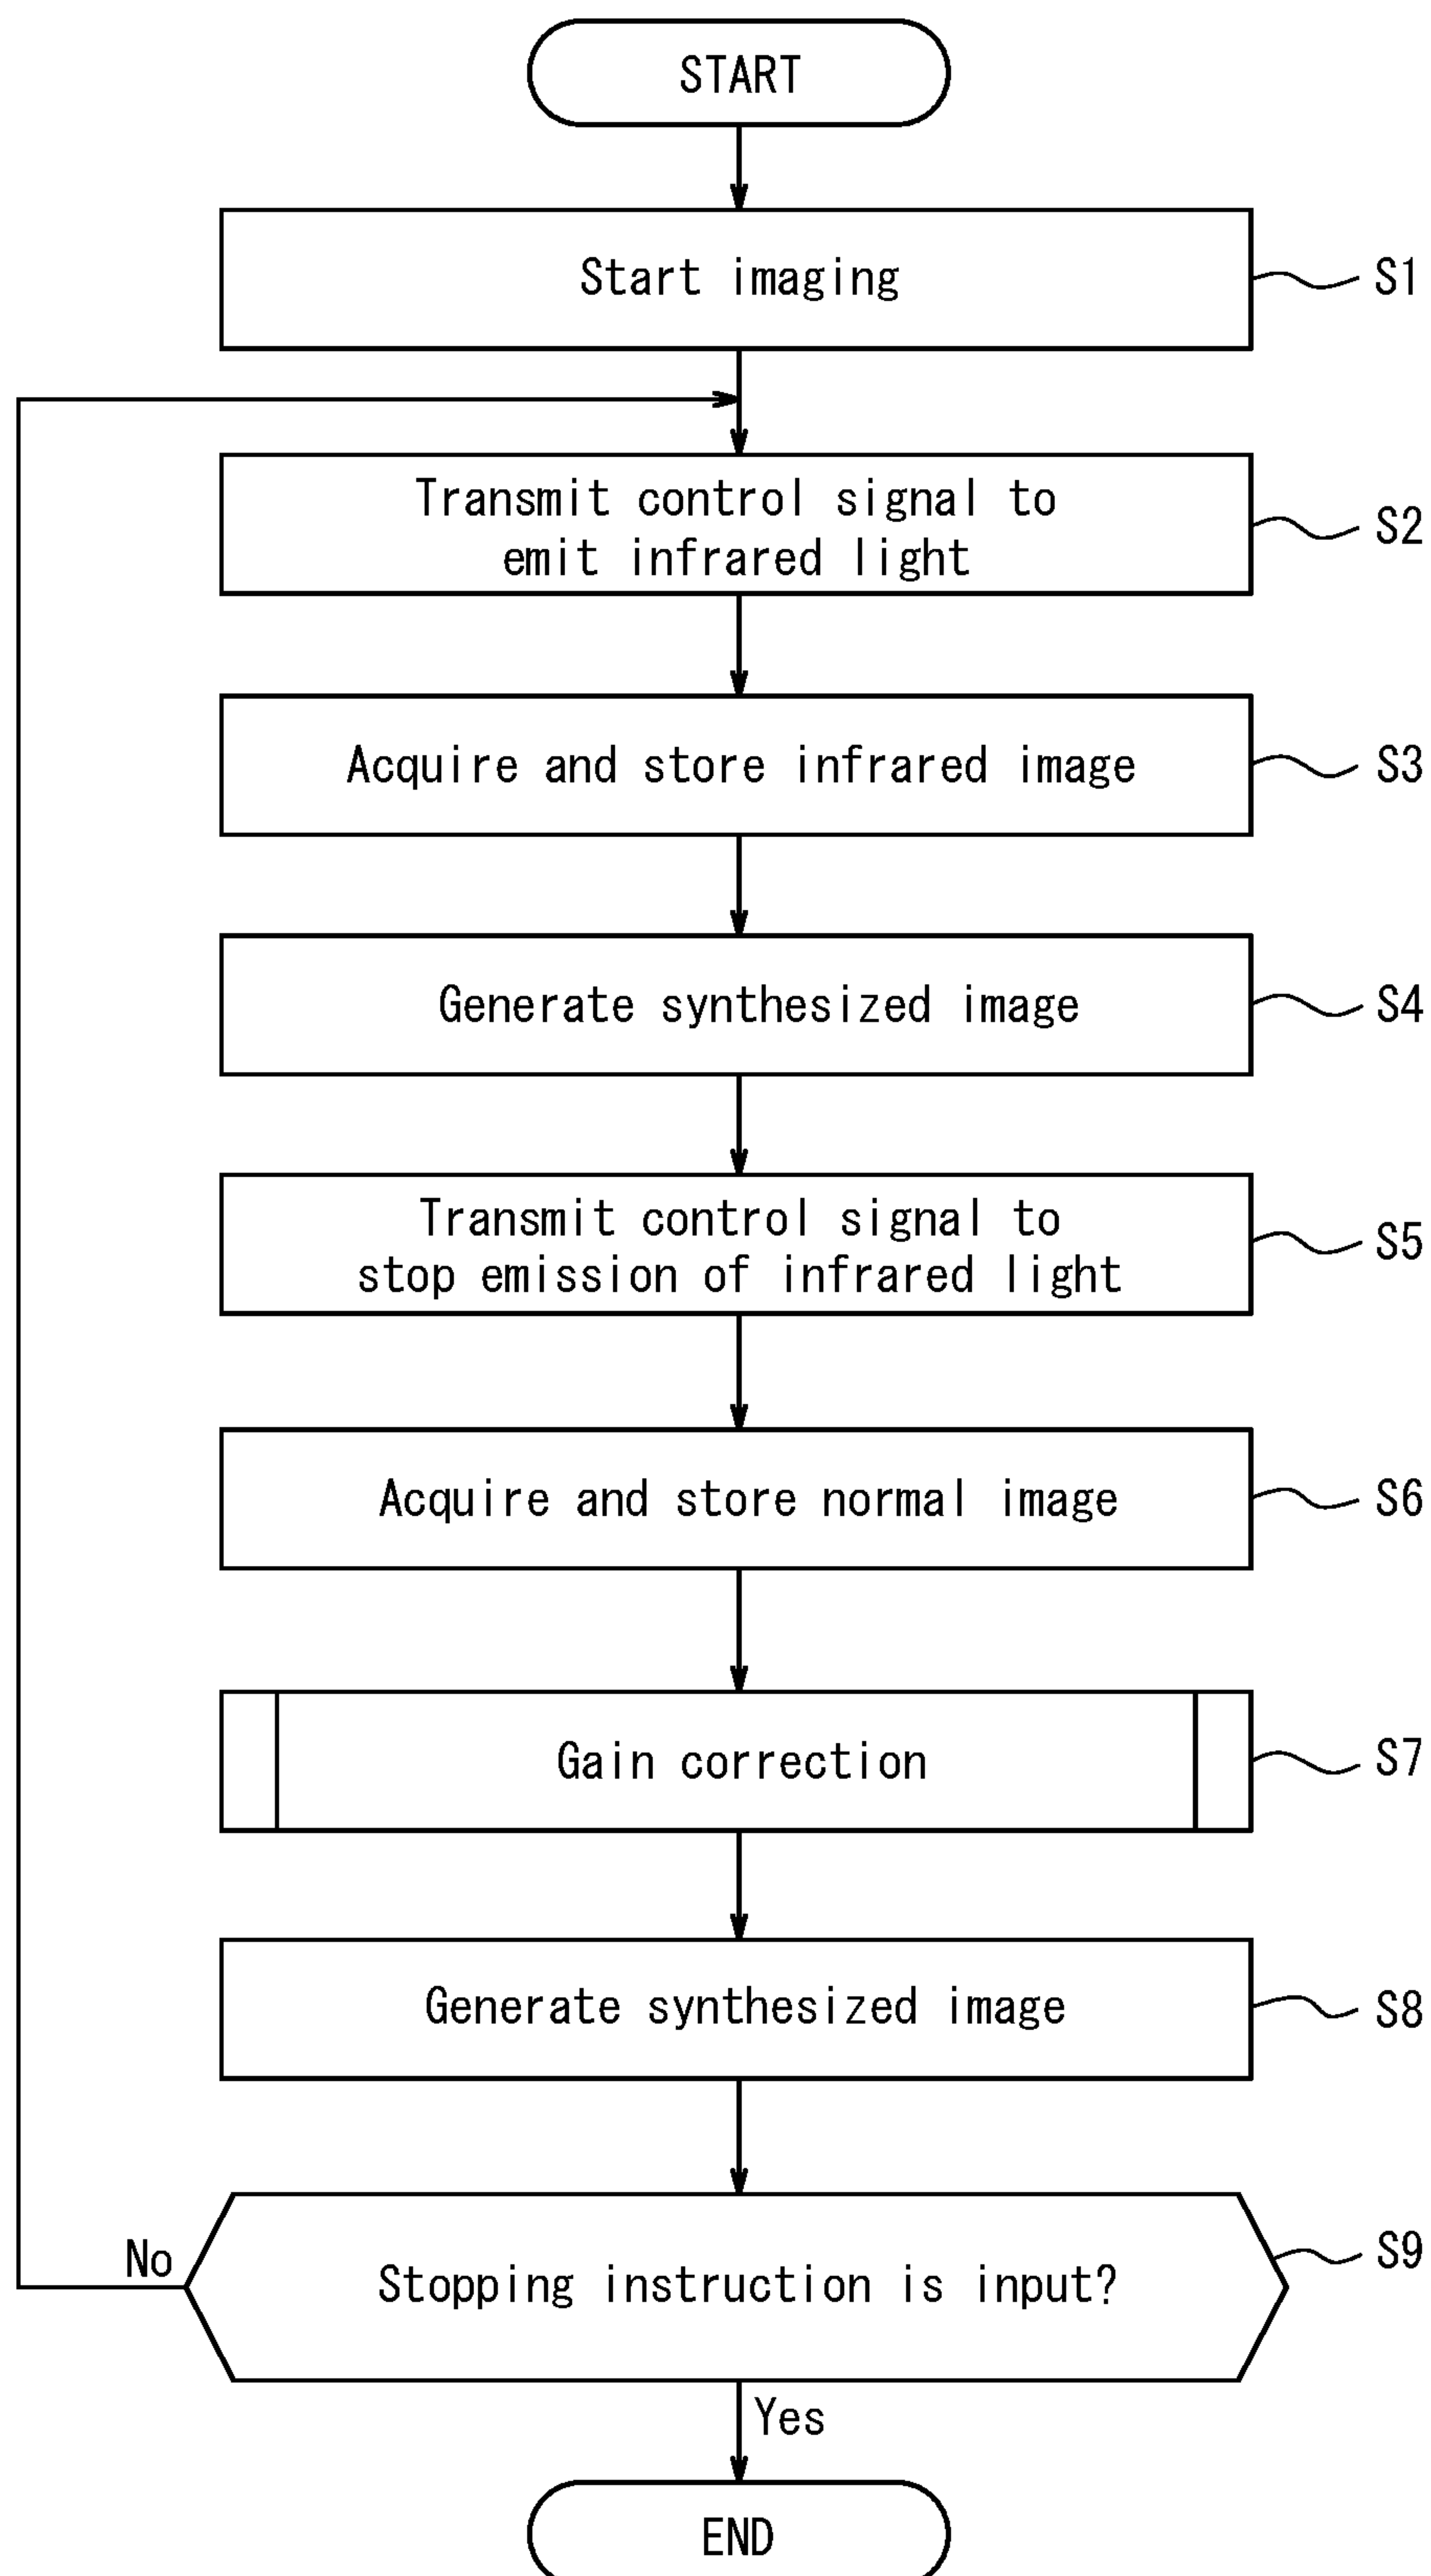 START
Start imaging
S1
Transmit control signal to
emit infrared light
S2
Acquire and store infrared image
S3
Generate synthesized image
S4
Transmit control signal to
stop emission of infrared light
S5
Acquire and store normal image
S6
Gain correction
S7
Generate synthesized image
S8
No
Stopping instruction is input?
S9
Yes
END